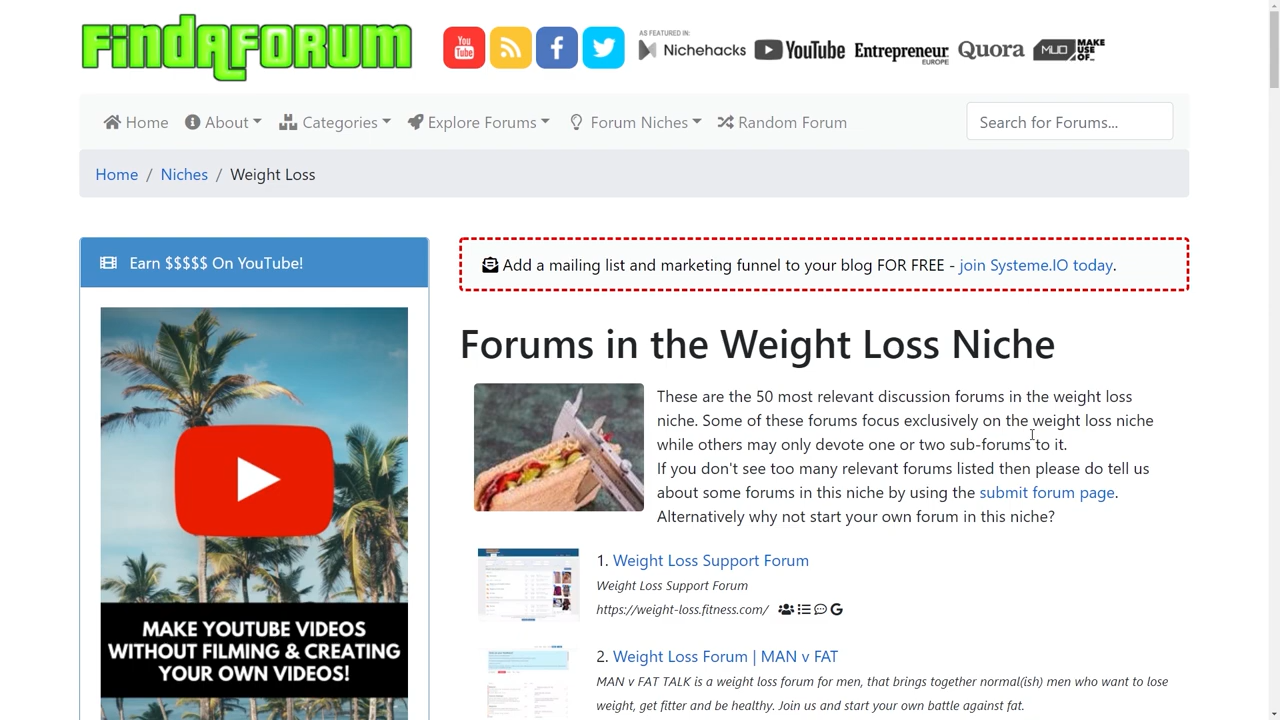 FINDAFORUM
You Tube
AS FEATURED IN:
Nichehacks YouTube Entrepreneur EUROPE Quora MUO MAKE USE OF...
Home About Categories Explore Forums Forum Niches Random Forum Search for Forums...
Home / Niches / Weight Loss
Earn $$$$$ On YouTube!
MAKE YOUTUBE VIDEOS
WITHOUT FILMING & CREATING
YOUR OWN VIDEOS!
Add a mailing list and marketing funnel to your blog FOR FREE - join Systeme.IO today.
Forums in the Weight Loss Niche
These are the 50 most relevant discussion forums in the weight loss
niche. Some of these forums focus exclusively on the weight loss niche
while others may only devote one or two sub-forums to it.
If you don't see too many relevant forums listed then please do tell us
about some forums in this niche by using the submit forum page.
Alternatively why not start your own forum in this niche?
1. Weight Loss Support Forum
Weight Loss Support Forum
https://weight-loss.fitness.com/
2. Weight Loss Forum | MAN v FAT
MAN v FAT TALK is a weight loss forum for men. We bring together normal(ish) men who want to lose
weight, get fitter and be healthier. Join in and start your own